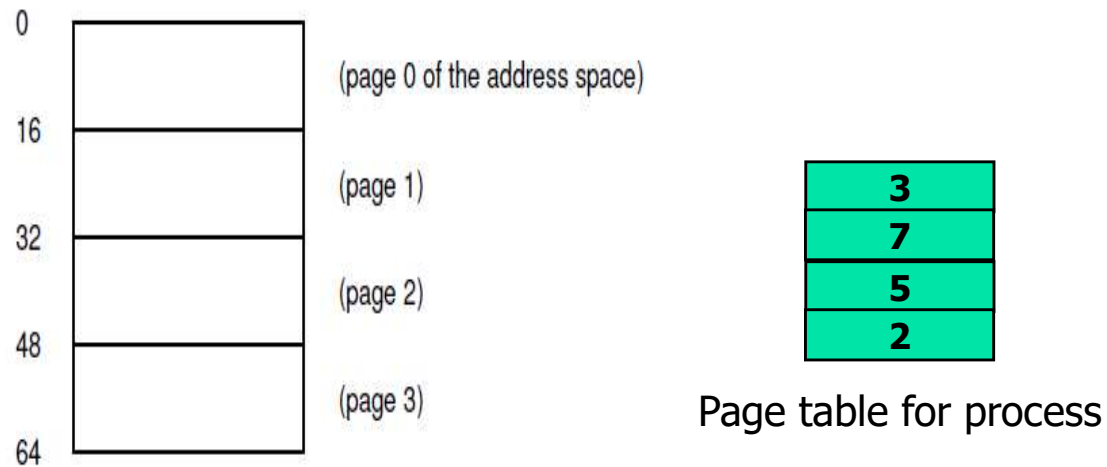 0
(page 0 of the address space)
16
(page 1)
32
(page 2)
48
(page 3)
64
3
7
5
2
Page table for process